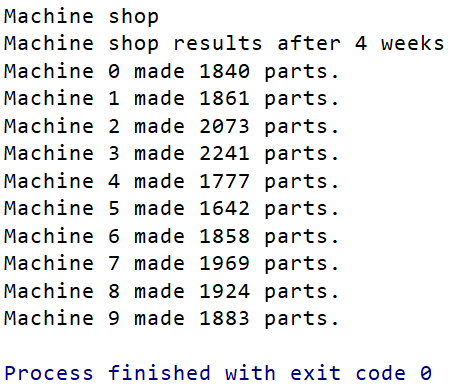 Machine shop
Machine shop results after 4 weeks
Machine 0 made 1840 parts.
Machine 1 made 1861 parts.
Machine 2 made 2073 parts.
Machine 3 made 2241 parts.
Machine 4 made 1777 parts.
Machine 5 made 1642 parts.
Machine 6 made 1858 parts.
Machine 7 made 1969 parts.
Machine 8 made 1924 parts.
Machine 9 made 1883 parts.
Process finished with exit code 0